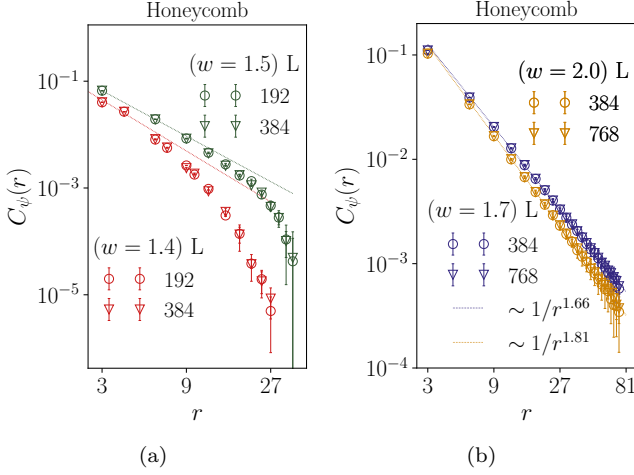 Honeycomb
C_ψ(r)
10^{-1}
10^{-3}
10^{-5}
(w = 1.5) L
192
384
(w = 1.4) L
192
384
3
9
27
r
(a)
Honeycomb
C_ψ(r)
10^{-1}
10^{-2}
10^{-3}
10^{-4}
(w = 2.0) L
384
768
(w = 1.7) L
384
768
∼ 1/r^{1.66}
∼ 1/r^{1.81}
3
9
27
81
r
(b)